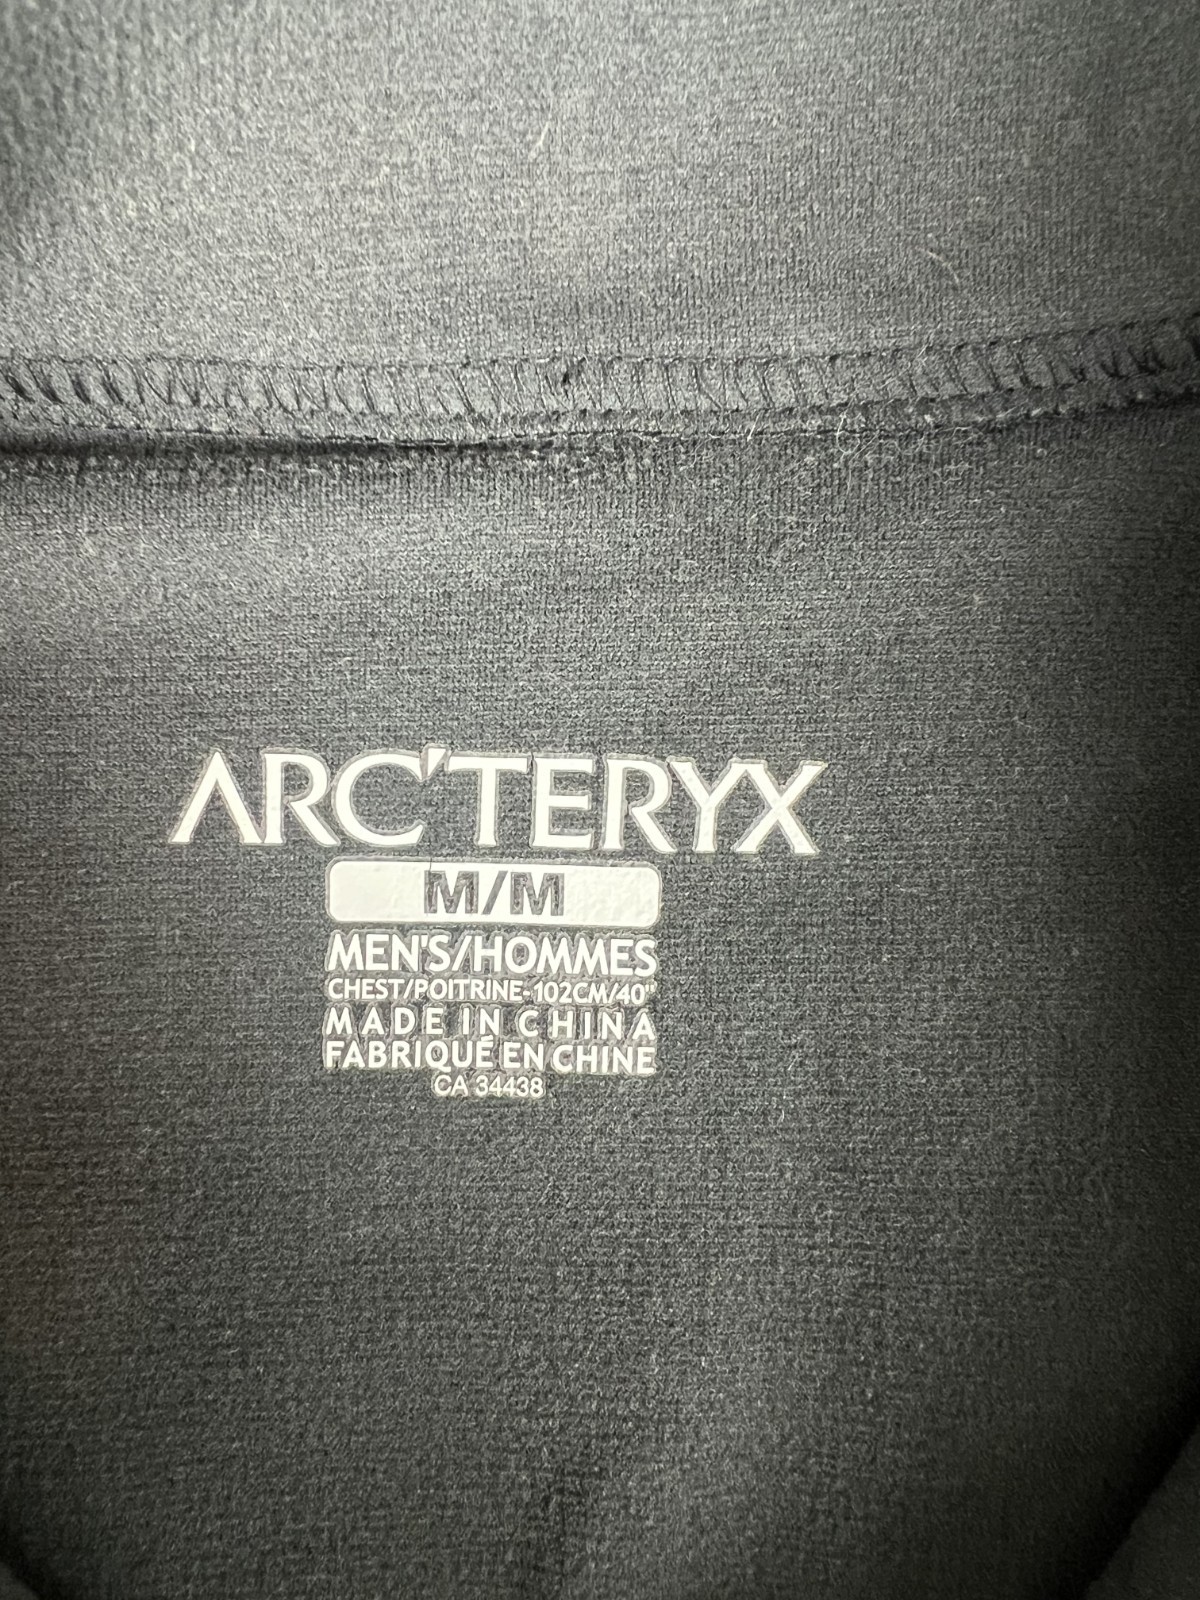 ARC'TERYX
M/M
MEN'S/HOMMES
CHEST/POITRINE-102CM/40"
MADE IN CHINA
FABRIQUÉ EN CHINE
CA 34438